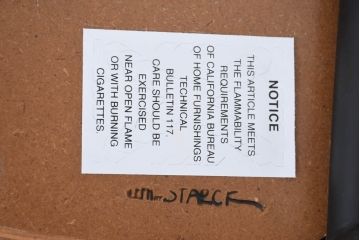 NOTICE
THIS ARTICLE MEETS
THE FLAMMABILITY
REQUIREMENTS
OF CALIFORNIA BUREAU
OF HOME FURNISHINGS
TECHNICAL
BULLETIN 117.
CARE SHOULD BE
EXERCISED
NEAR OPEN FLAME
OR WITH BURNING
CIGARETTES
STARCK